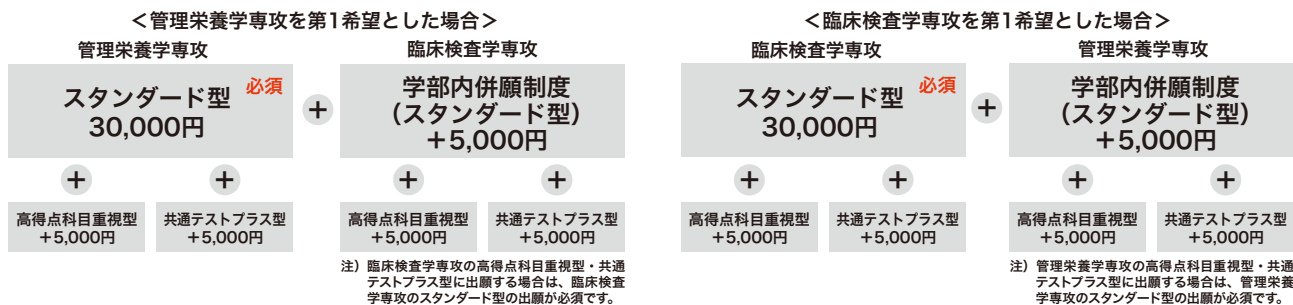 ＜管理栄養学専攻を第1希望とした場合＞
管理栄養学専攻
臨床検査学専攻
スタンダード型
必須
30,000円
＋
学部内併願制度
（スタンダード型）
＋5,000円
＋
＋
＋
＋
高得点科目重視型
＋5,000円
共通テストプラス型
＋5,000円
高得点科目重視型
＋5,000円
共通テストプラス型
＋5,000円
注）臨床検査学専攻の高得点科目重視型・共通
テストプラス型に出願する場合は、臨床検査
学専攻のスタンダード型の出願が必須です。
＜臨床検査学専攻を第1希望とした場合＞
臨床検査学専攻
管理栄養学専攻
スタンダード型
必須
30,000円
＋
学部内併願制度
（スタンダード型）
＋5,000円
＋
＋
＋
＋
高得点科目重視型
＋5,000円
共通テストプラス型
＋5,000円
高得点科目重視型
＋5,000円
共通テストプラス型
＋5,000円
注）管理栄養学専攻の高得点科目重視型・共通
テストプラス型に出願する場合は、管理栄養
学専攻のスタンダード型の出願が必須です。